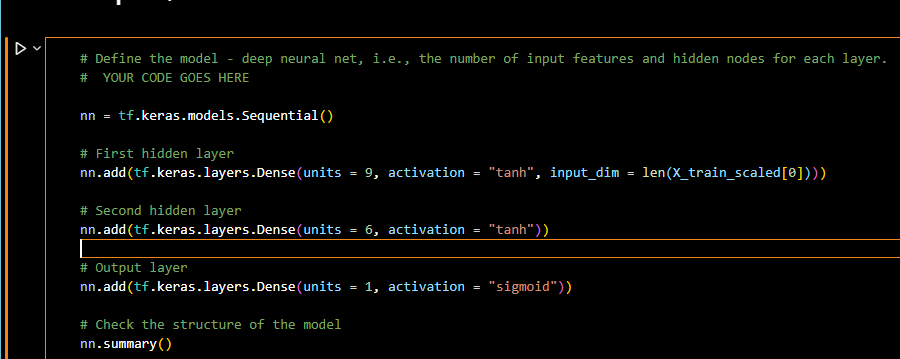 # Define the model - deep neural net, i.e., the number of input features and hidden nodes for each layer.
#  YOUR CODE GOES HERE
nn = tf.keras.models.Sequential()
# First hidden layer
nn.add(tf.keras.layers.Dense(units = 9, activation = "tanh", input_dim = len(X_train_scaled[0])))
# Second hidden layer
nn.add(tf.keras.layers.Dense(units = 6, activation = "tanh"))
# Output layer
nn.add(tf.keras.layers.Dense(units = 1, activation = "sigmoid"))
# Check the structure of the model
nn.summary()